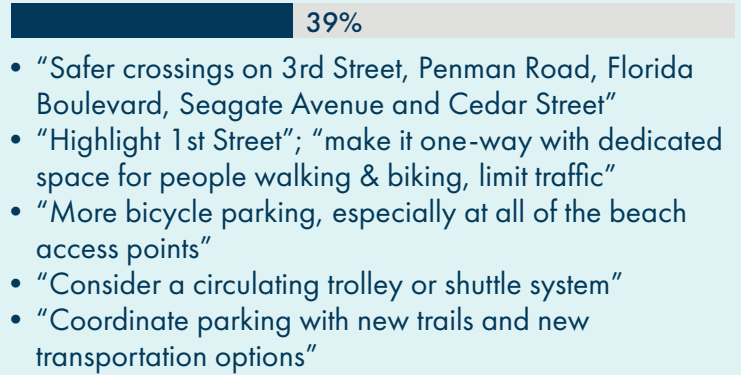 39%
• “Safer crossings on 3rd Street, Penman Road, Florida
Boulevard, Seagate Avenue and Cedar Street”
• “Highlight 1st Street”; “make it one-way with dedicated
space for people walking & biking, limit traffic”
• “More bicycle parking, especially at all of the beach
access points”
• “Consider a circulating trolley or shuttle system”
• “Coordinate parking with new trails and new
transportation options”